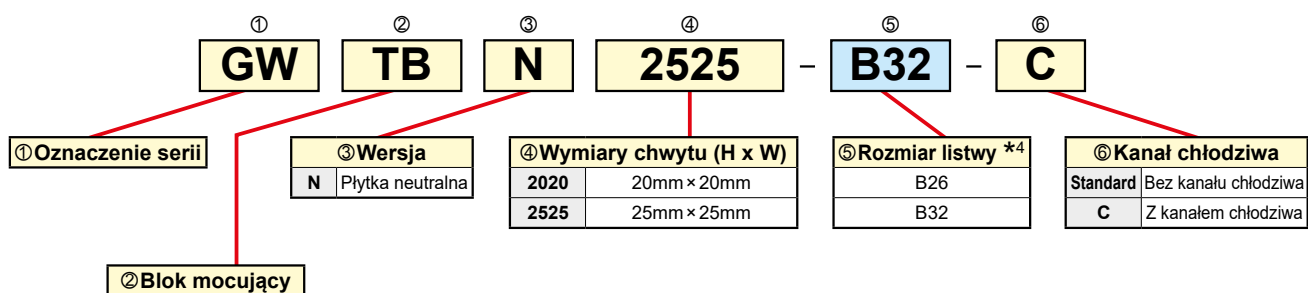 ① ② ③ ④ ⑤ ⑥
GW TB N 2525 – B32 – C
①Oznaczenie serii
③Wersja
N Płytka neutralna
④Wymiary chwytu (H x W)
2020 20mm×20mm
2525 25mm×25mm
⑤Rozmiar listwy *4
B26
B32
⑥Kanał chłodziwa
Standard Bez kanału chłodziwa
C Z kanałem chłodziwa
②Blok mocujący